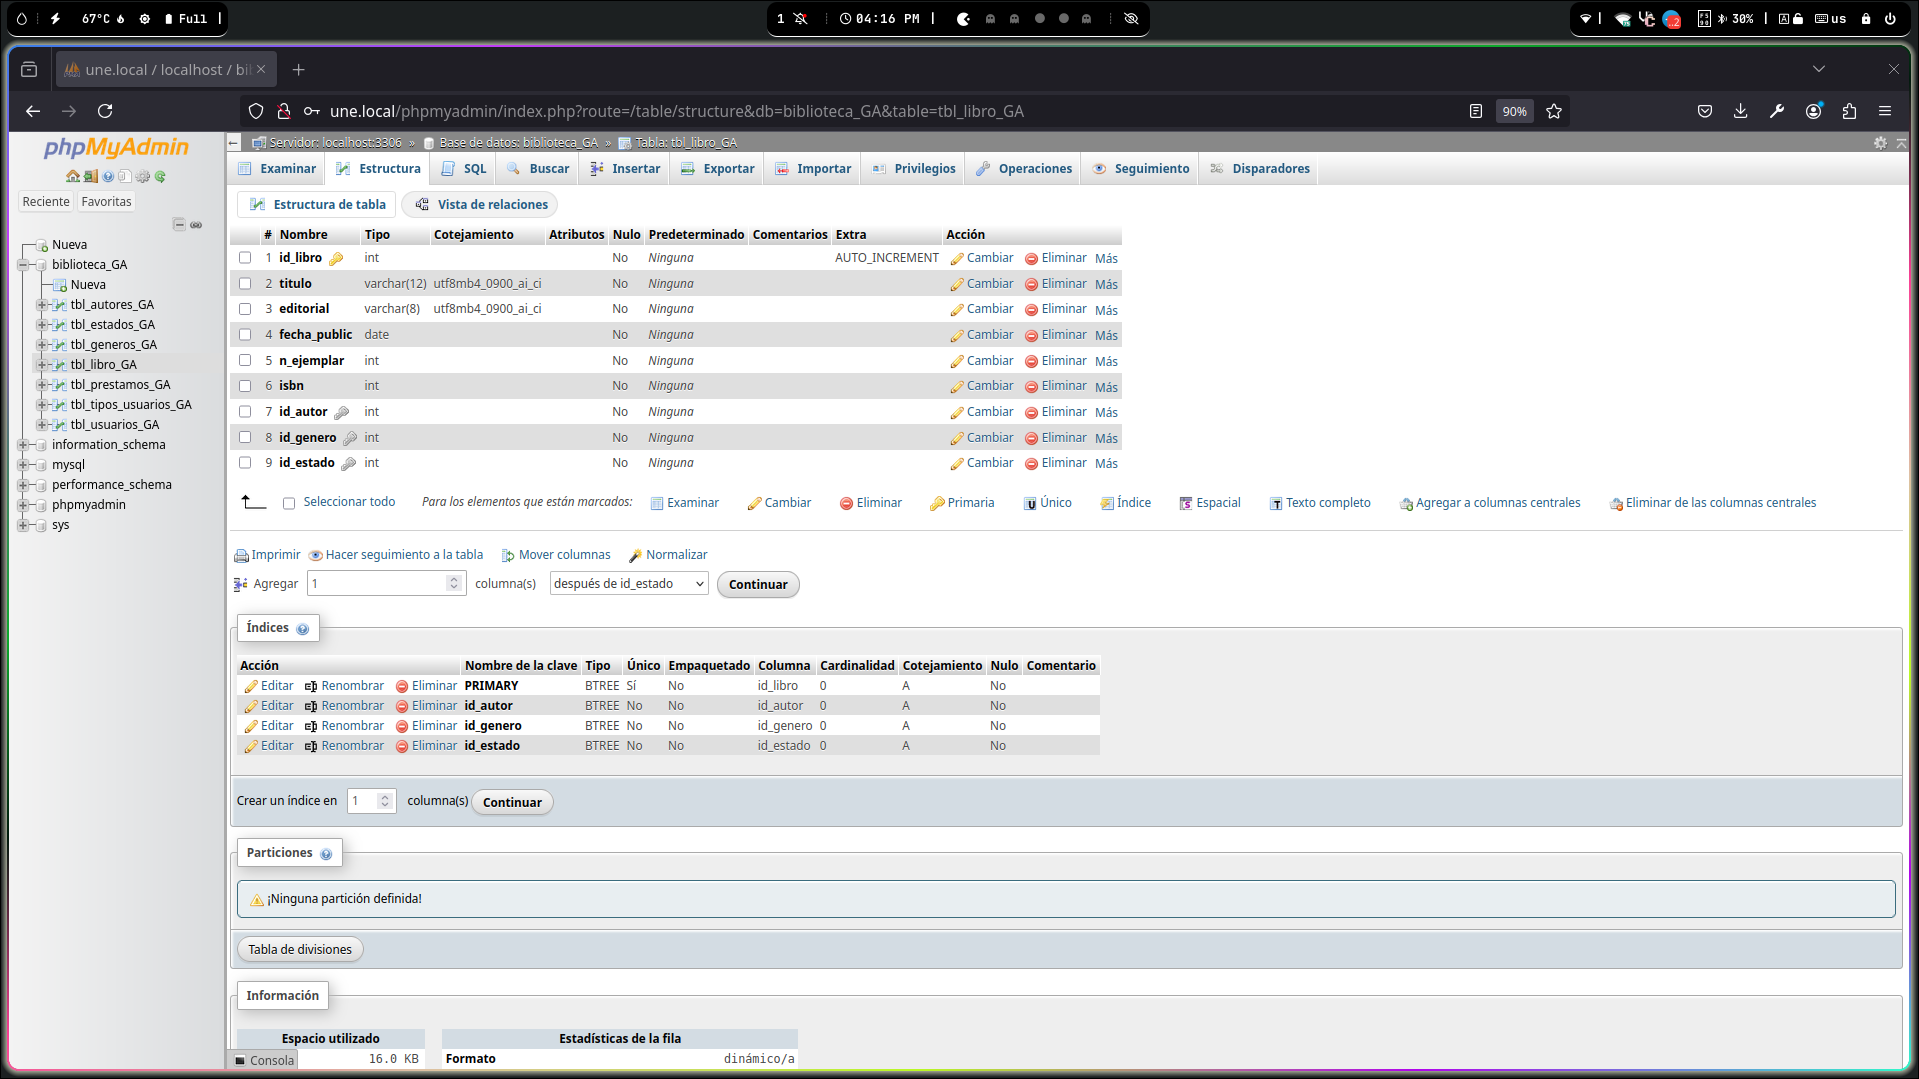 67°C Full
1 04:16 PM
..2 30% us
une.local / localhost / bi
une.local/phpmyadmin/index.php?route=/table/structure&db=biblioteca_GA&table=tbl_libro_GA 90%
phpMyAdmin
Reciente Favoritas
Nueva
biblioteca_GA
Nueva
tbl_autores_GA
tbl_estados_GA
tbl_generos_GA
tbl_libro_GA
tbl_prestamos_GA
tbl_tipos_usuarios_GA
tbl_usuarios_GA
information_schema
mysql
performance_schema
phpmyadmin
sys
Servidor: localhost:3306 » Base de datos: biblioteca_GA » Tabla: tbl_libro_GA
Examinar Estructura SQL Buscar Insertar Exportar Importar Privilegios Operaciones Seguimiento Disparadores
Estructura de tabla Vista de relaciones
# Nombre Tipo Cotejamiento Atributos Nulo Predeterminado Comentarios Extra Acción
1 id_libro int No Ninguna AUTO_INCREMENT Cambiar Eliminar Más
2 titulo varchar(12) utf8mb4_0900_ai_ci No Ninguna Cambiar Eliminar Más
3 editorial varchar(8) utf8mb4_0900_ai_ci No Ninguna Cambiar Eliminar Más
4 fecha_public date No Ninguna Cambiar Eliminar Más
5 n_ejemplar int No Ninguna Cambiar Eliminar Más
6 isbn int No Ninguna Cambiar Eliminar Más
7 id_autor int No Ninguna Cambiar Eliminar Más
8 id_genero int No Ninguna Cambiar Eliminar Más
9 id_estado int No Ninguna Cambiar Eliminar Más
Seleccionar todo Para los elementos que están marcados: Examinar Cambiar Eliminar Primaria Único Índice Espacial Texto completo Agregar a columnas centrales Eliminar de las columnas centrales
Imprimir Hacer seguimiento a la tabla Mover columnas Normalizar
Agregar 1 columna(s) después de id_estado Continuar
Índices
Acción Nombre de la clave Tipo Único Empaquetado Columna Cardinalidad Cotejamiento Nulo Comentario
Editar Renombrar Eliminar PRIMARY BTREE Sí No id_libro 0 A No
Editar Renombrar Eliminar id_autor BTREE No No id_autor 0 A No
Editar Renombrar Eliminar id_genero BTREE No No id_genero 0 A No
Editar Renombrar Eliminar id_estado BTREE No No id_estado 0 A No
Crear un índice en 1 columna(s) Continuar
Particiones
¡Ninguna partición definida!
Tabla de divisiones
Información
Espacio utilizado Estadísticas de la fila
16.0 KB Formato dinámico/a
Consola